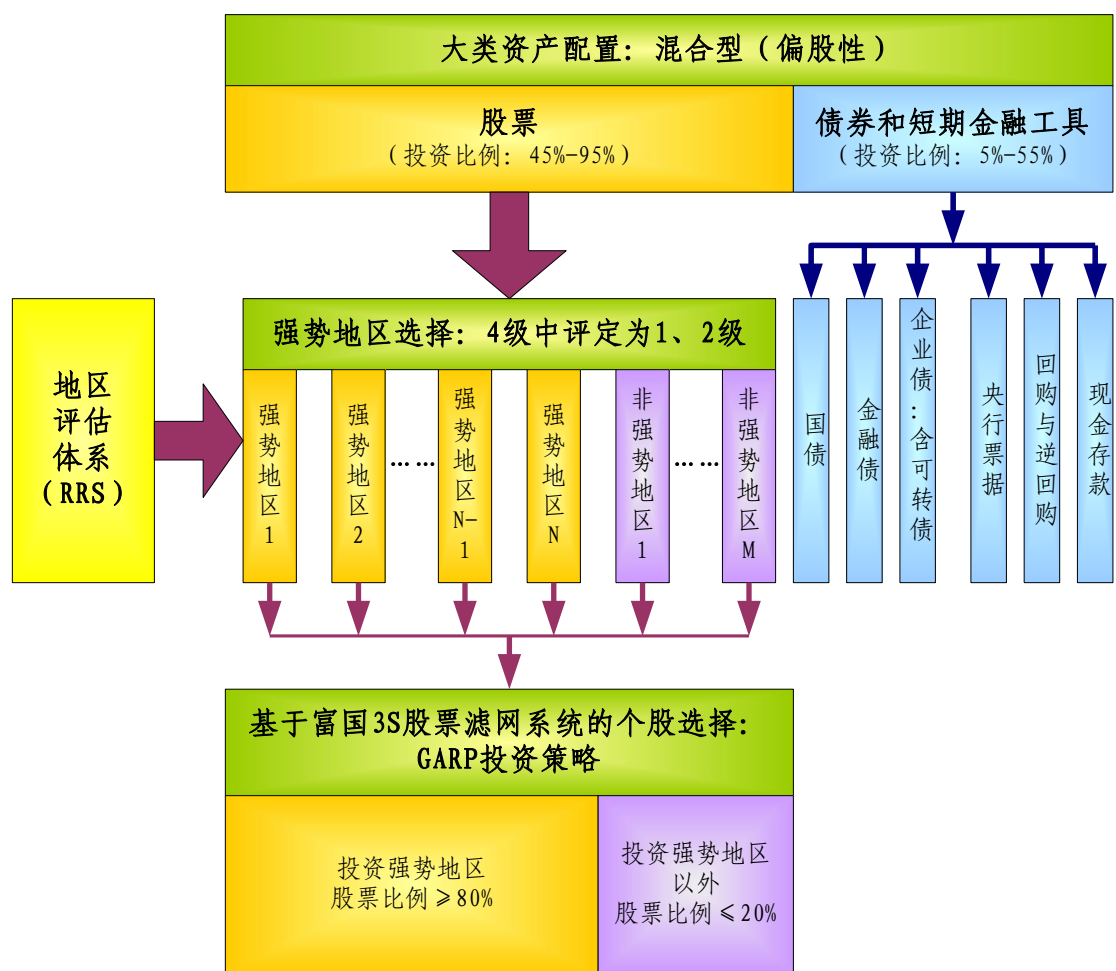 大类资产配置：混合型（偏股性）
股票
（投资比例：45%-95%）
债券和短期金融工具
（投资比例：5%-55%）
地区
评估
体系
（RRS）
强势地区选择：4级中评定为1、2级
强势地区1
强势地区2
……
强势地区N-1
强势地区N
非强势地区1
……
非强势地区M
国债
金融债
企业债：含可转债
央行票据
回购与逆回购
现金存款
基于富国3S股票滤网系统的个股选择：
GARP投资策略
投资强势地区
股票比例≥80%
投资强势地区
以外
股票比例≤20%